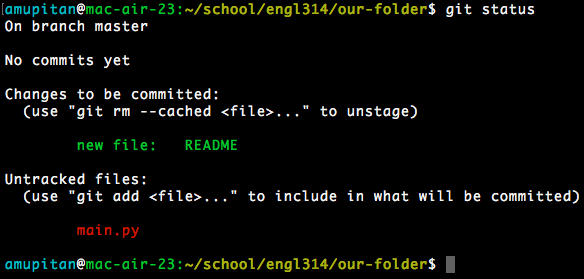 amupitan@mac-air-23:~/school/engl314/our-folder$ git status
On branch master
No commits yet
Changes to be committed:
(use "git rm --cached <file>..." to unstage)
new file: README
Untracked files:
(use "git add <file>..." to include in what will be committed)
main.py
amupitan@mac-air-23:~/school/engl314/our-folder$